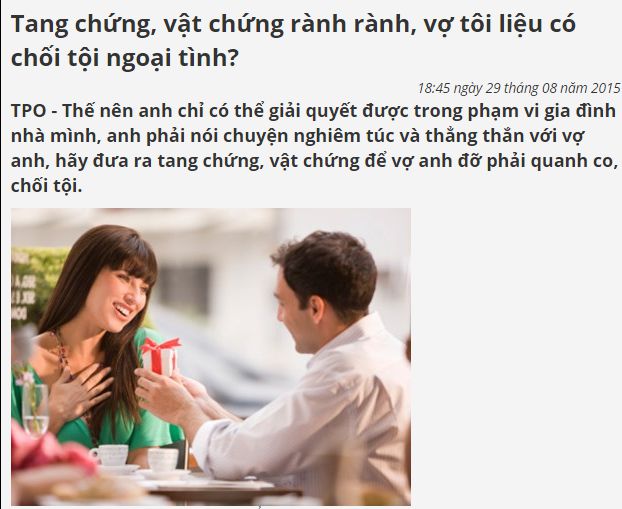 Tang chứng, vật chứng rành rành, vợ tôi liệu có
chối tội ngoại tình?
18:45 ngày 29 tháng 08 năm 2015
TPO - Thế nên anh chỉ có thể giải quyết được trong phạm vi gia đình
nhà mình, anh phải nói chuyện nghiêm túc và thẳng thắn với vợ
anh, hãy đưa ra tang chứng, vật chứng để vợ anh đỡ phải quanh co,
chối tội.